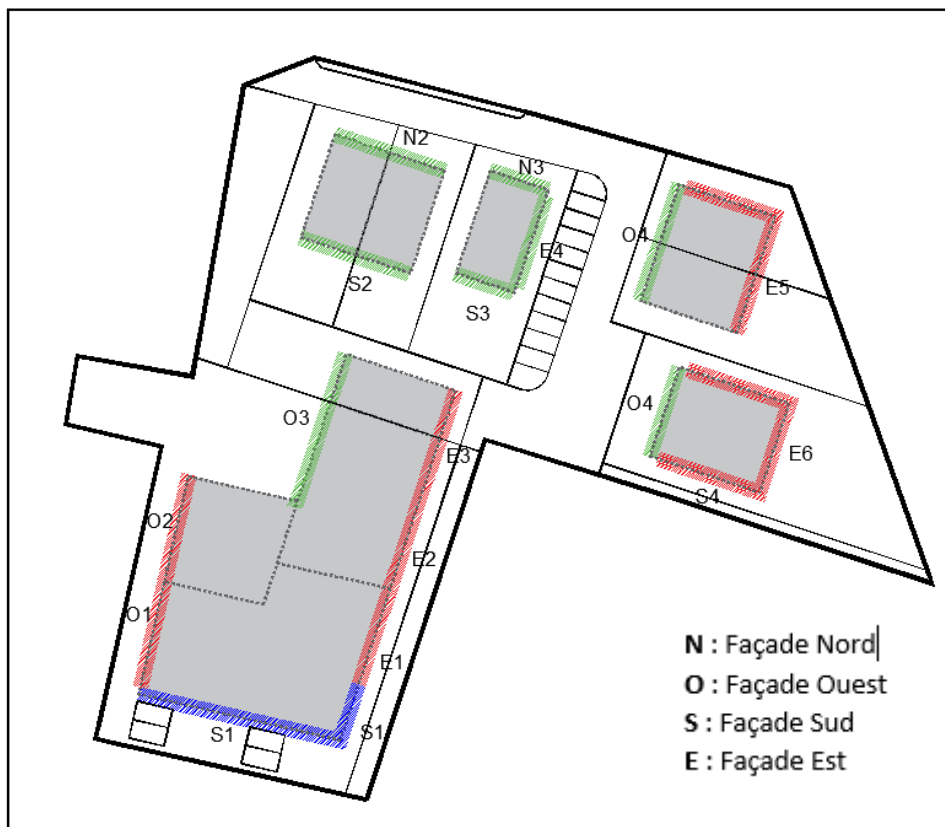 N2
N3
O4
E4
S2
E5
S3
O4
O3
E6
E3
S4
O2
E2
O1
E1
S1
S1
N : Façade Nord
O : Façade Ouest
S : Façade Sud
E : Façade Est